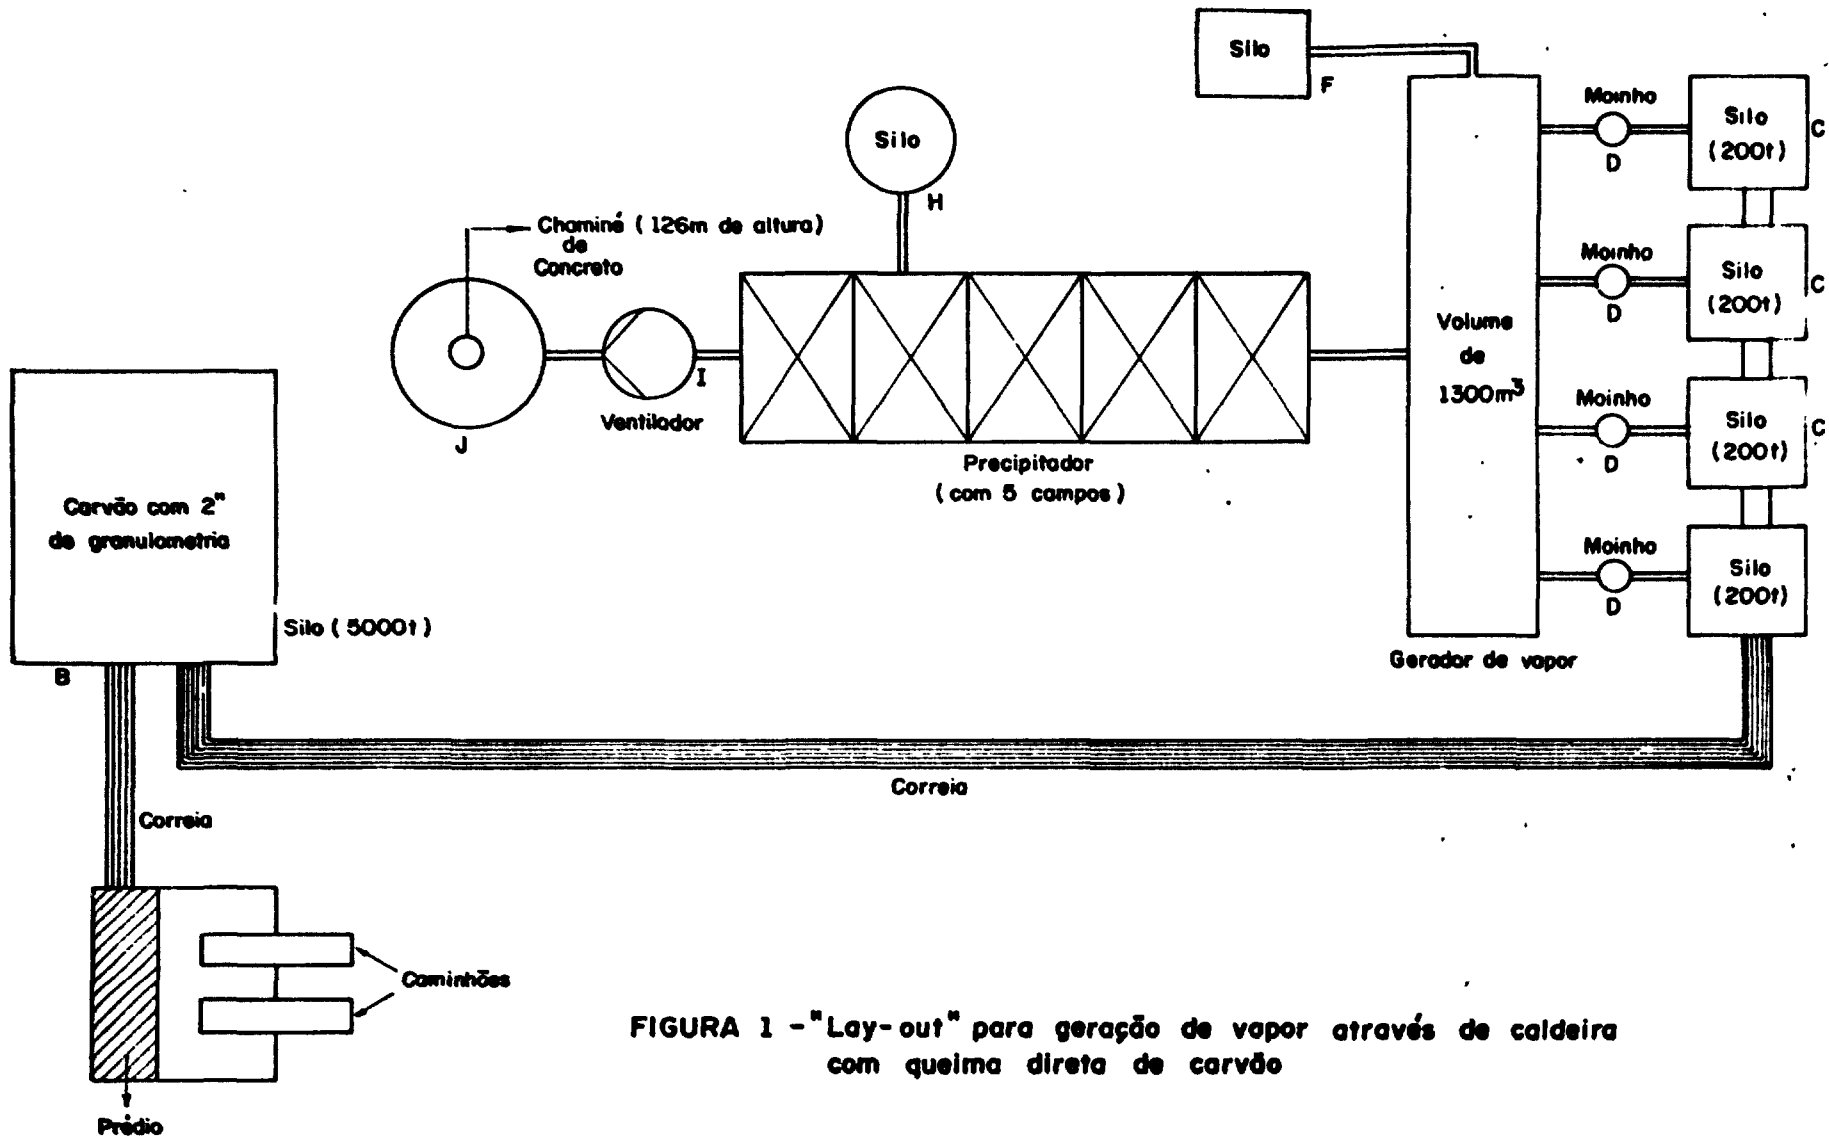 Silo
F
Moinho
D
Silo
(200t)
C
Silo
H
Chaminé (126m de altura)
de
Concreto
Moinho
D
Silo
(200t)
C
Volume
de
1300m³
J
I
Ventilador
Precipitador
(com 5 campos)
Moinho
D
Silo
(200t)
C
Carvão com 2"
de granulometria
Moinho
D
Silo
(200t)
Silo (5000t)
B
Gerador de vapor
Correia
Correia
Caminhões
Prédio
FIGURA 1 - "Lay-out" para geração de vapor através de caldeira
com queima direta de carvão